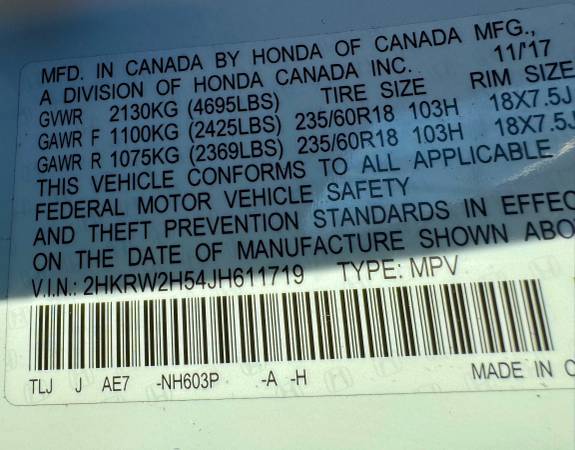 MFD. IN CANADA BY HONDA OF CANADA MFG.,
A DIVISION OF HONDA CANADA INC. 11/'17
GVWR 2130KG (4695LBS) TIRE SIZE RIM SIZE
GAWR F 1100KG (2425LBS) 235/60R18 103H 18X7.5J
GAWR R 1075KG (2369LBS) 235/60R18 103H 18X7.5J
THIS VEHICLE CONFORMS TO ALL APPLICABLE
FEDERAL MOTOR VEHICLE SAFETY
AND THEFT PREVENTION STANDARDS IN EFFEC
ON THE DATE OF MANUFACTURE SHOWN ABO
V.I.N.: 2HKRW2H54JH611719 TYPE: MPV
TLJ J AE7 -NH603P -A -H MADE IN C